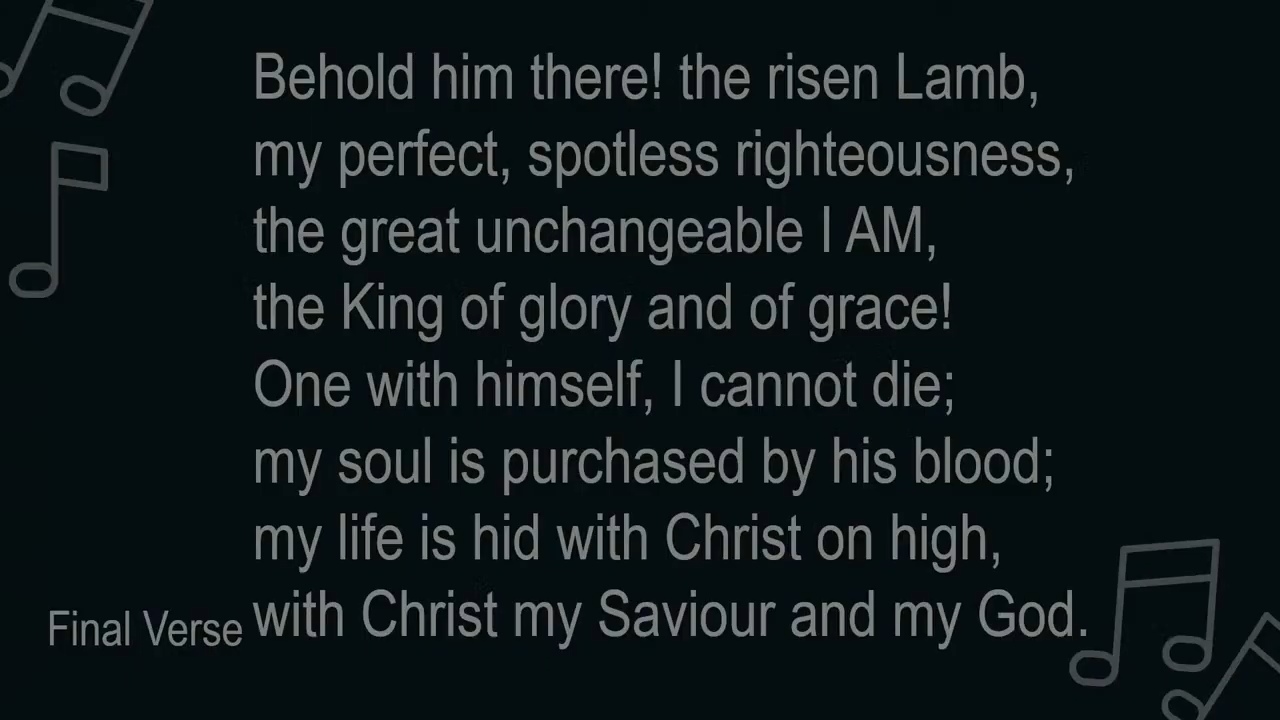 Behold him there! the risen Lamb,
my perfect, spotless righteousness,
the great unchangeable I AM,
the King of glory and of grace!
One with himself, I cannot die;
my soul is purchased by his blood;
my life is hid with Christ on high,
with Christ my Saviour and my God.
Final Verse